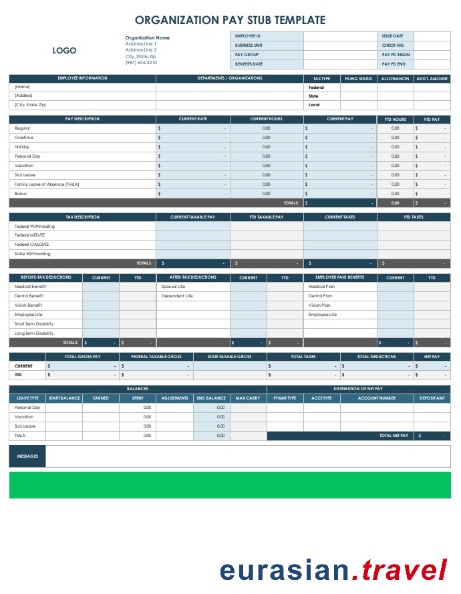 ORGANIZATION PAY STUB TEMPLATE
LOGO
Organization Name
Address Line 1
Address Line 2
City, State, Zip
(987) 654-3210
EMPLOYEE ID ISSUE DATE
BUSINESS UNIT CHECK NO.
PAY GROUP PAY PD BEGIN
BENEFITS DATE PAY PD END
EMPLOYEE INFORMATION DEPARTMENTS / ORGANIZATIONS TAX TYPE FILING STATUS ALLOWANCES ADD'L AMOUNT
(Name) Federal
(Address) State
(City, State, Zip) Local
PAY DESCRIPTION CURRENT RATE CURRENT HOURS CURRENT PAY YTD HOURS YTD PAY
Regular $ - 0.00 $ - 0.00 $ -
Overtime $ - 0.00 $ - 0.00 $ -
Holiday $ - 0.00 $ - 0.00 $ -
Personal Day $ - 0.00 $ - 0.00 $ -
Vacation $ - 0.00 $ - 0.00 $ -
Sick Leave $ - 0.00 $ - 0.00 $ -
Family Leave of Absence (FMLA) $ - 0.00 $ - 0.00 $ -
Bonus $ - 0.00 $ - 0.00 $ -
TOTALS $ - 0.00 $ -
TAX DESCRIPTION CURRENT TAXABLE PAY YTD TAXABLE PAY CURRENT TAXES YTD TAXES
Federal Withholding
Federal MED/EE
Federal OASDI/EE
State Withholding
TOTALS $ - $ - $ - $ -
BEFORE-TAX DEDUCTIONS CURRENT YTD AFTER-TAX DEDUCTIONS CURRENT YTD EMPLOYER PAID BENEFITS CURRENT YTD
Medical Benefit Spousal Life Medical Plan
Dental Benefit Dependent Life Dental Plan
Vision Benefit Vision Plan
Employee Life Employee Life
Short Term Disability
Long Term Disability
TOTALS $ - $ - $ - $ - $ - $ -
TOTAL GROSS PAY FEDERAL TAXABLE GROSS STATE TAXABLE GROSS TOTAL TAXES TOTAL DEDUCTIONS NET PAY
CURRENT $ - $ - $ - $ - $ - $ -
YTD $ - $ - $ - $ - $ - $ -
BALANCES DISTRIBUTION OF NET PAY
LEAVE TYPE START BALANCE EARNED SPENT ADJUSTMENTS END BALANCE MAX CARRY PYMNT TYPE ACCT TYPE ACCOUNT NUMBER DEPOSIT AMT
Personal Day 0.00 0.00
Vacation 0.00 0.00
Sick Leave 0.00 0.00
FMLA 0.00 0.00 TOTAL NET PAY $ -
MESSAGES
eurasian.travel